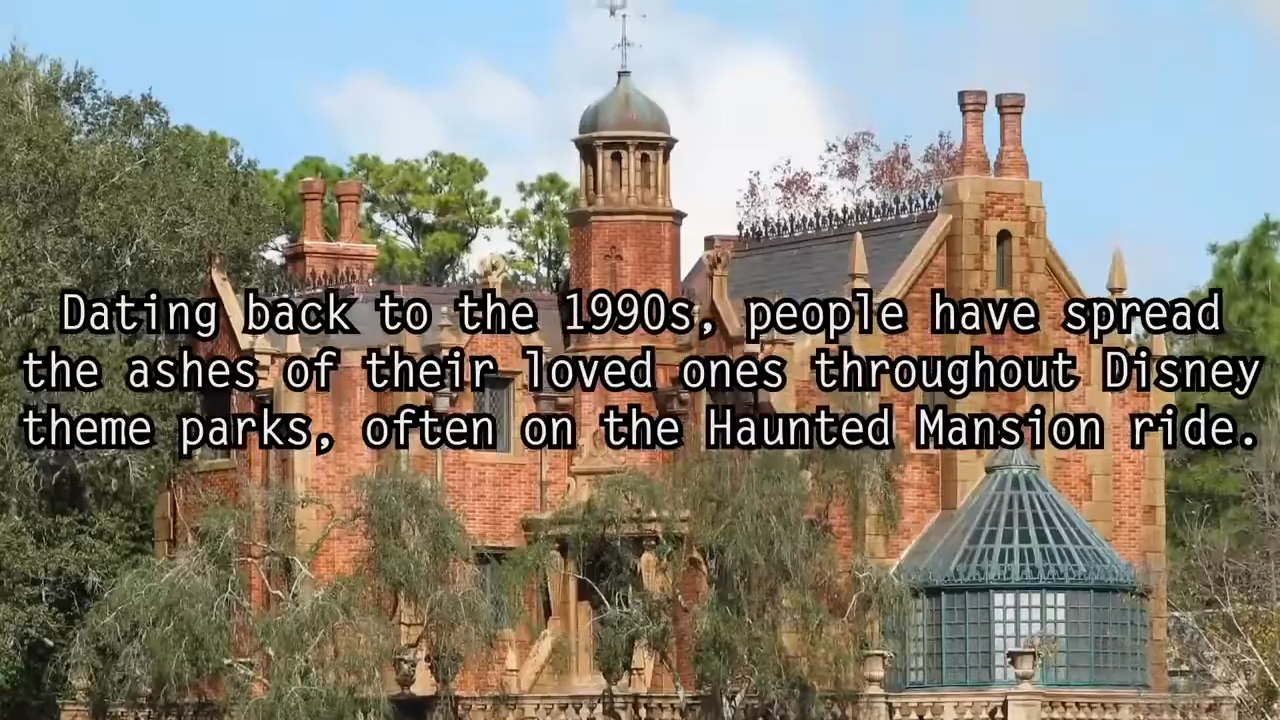 Dating back to the 1990s, people have spread
the ashes of their loved ones throughout Disney
theme parks, often on the Haunted Mansion ride.